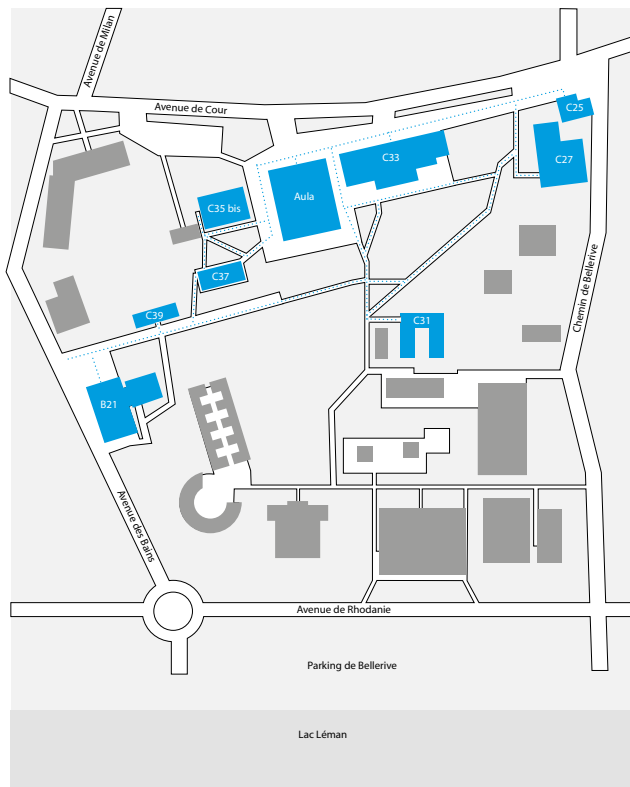 Avenue de Milan
Avenue de Cour
C25
C33
C27
Aula
C35 bis
C37
Chemin de Bellerive
C39
C31
B21
Avenue des Bains
Avenue de Rhodanie
Parking de Bellerive
Lac Léman